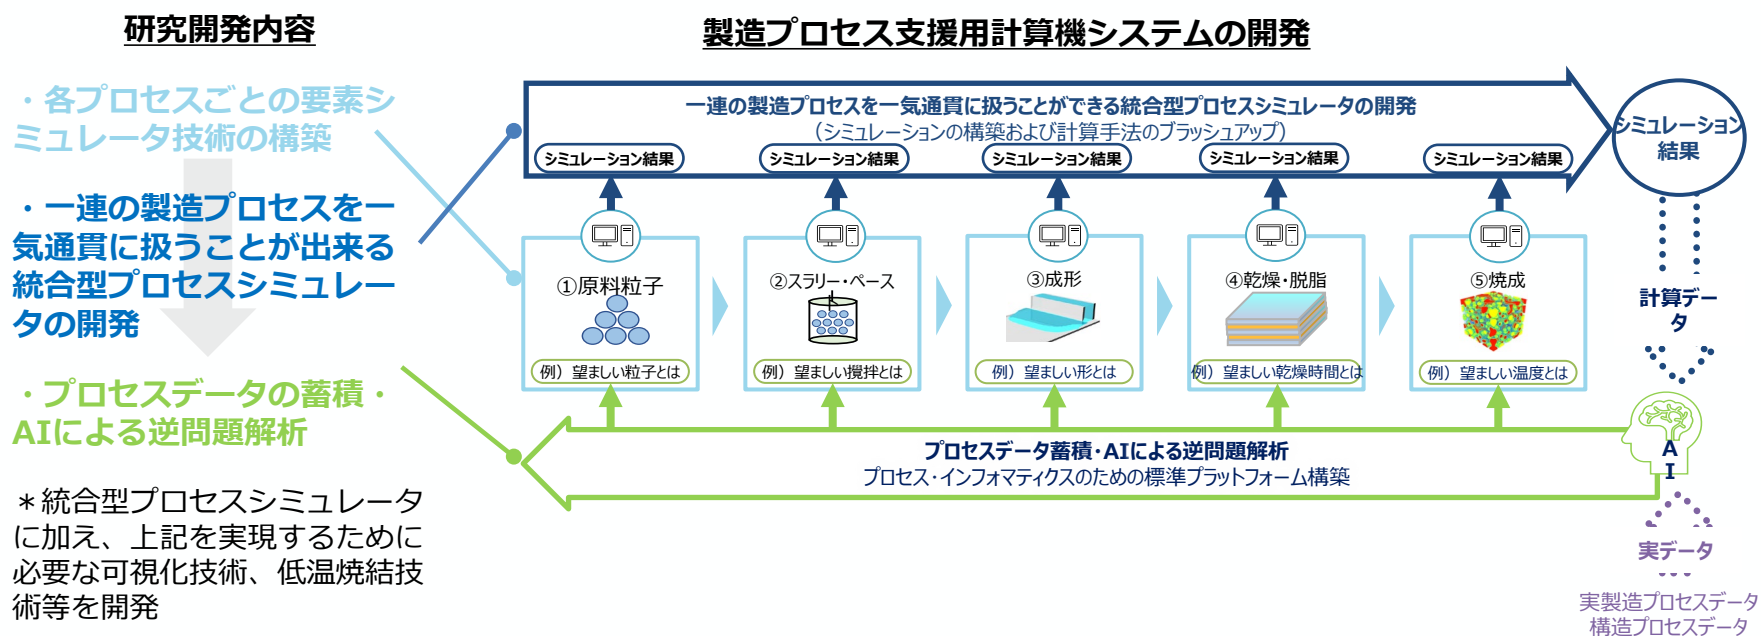 研究開発内容
・各プロセスごとの要素シ
ミュレータ技術の構築
・一連の製造プロセスを一
気通貫に扱うことが出来る
統合型プロセスシミュレー
タの開発
・プロセスデータの蓄積・
AIによる逆問題解析
＊統合型プロセスシミュレータ
に加え、上記を実現するために
必要な可視化技術、低温焼結技
術等を開発
製造プロセス支援用計算機システムの開発
一連の製造プロセスを一気通貫に扱うことができる統合型プロセスシミュレータの開発
（シミュレーションの構築および計算手法のブラッシュアップ）
シミュレーション結果
シミュレーション結果
シミュレーション結果
シミュレーション結果
シミュレーション結果
①原料粒子
②スラリー・ペース
③成形
④乾燥・脱脂
⑤焼成
例）望ましい粒子とは
例）望ましい攪拌とは
例）望ましい形とは
例）望ましい乾燥時間とは
例）望ましい温度とは
プロセスデータ蓄積・AIによる逆問題解析
プロセス・インフォマティクスのための標準プラットフォーム構築
シミュレーション
結果
計算デー
タ
A
I
実データ
実製造プロセスデータ
構造プロセスデータ